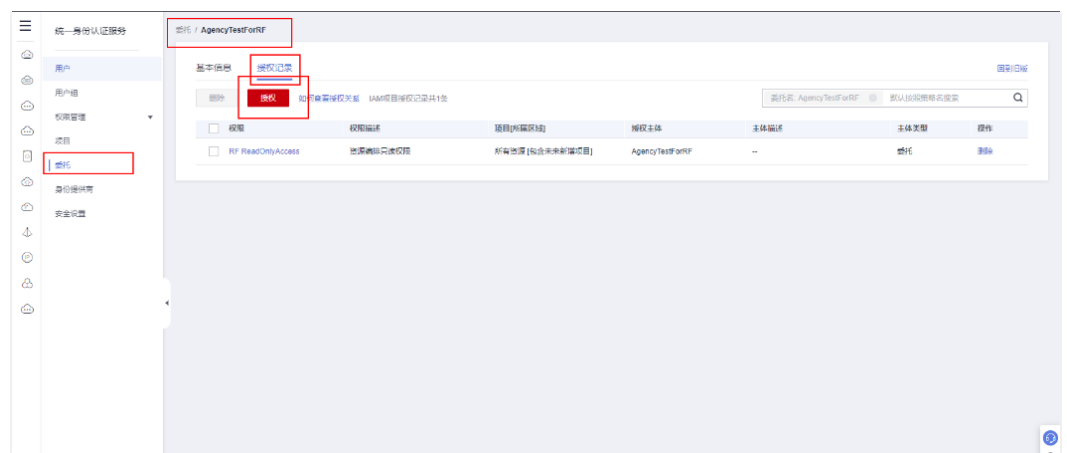 统一身份认证服务
委托 / AgencyTestForRF
用户
用户组
权限管理
项目
委托
身份提供商
安全设置
基本信息 授权记录 回到旧版
删除 授权 如何查看授权关系 IAM项目授权记录共1条 委托名: AgencyTestForRF 默认按照策略名搜索
权限 权限描述 项目[所属区域] 授权主体 主体描述 主体类型 操作
RF ReadOnlyAccess 资源编排只读权限 所有资源 [包含未来新增项目] AgencyTestForRF -- 委托 删除